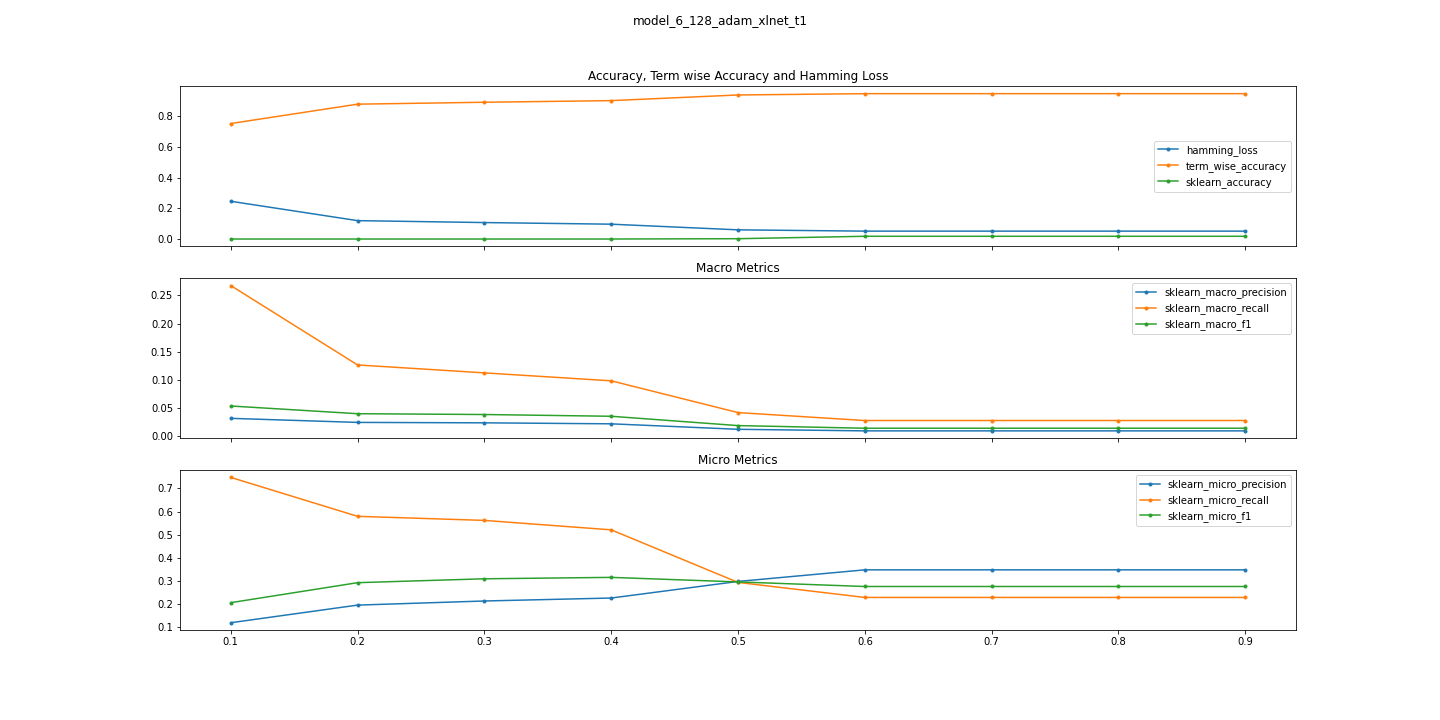 model_6_128_adam_xlnet_t1
Accuracy, Term wise Accuracy and Hamming Loss
0.8
0.6
0.4
0.2
0.0
hamming_loss
term_wise_accuracy
sklearn_accuracy
Macro Metrics
0.25
0.20
0.15
0.10
0.05
0.00
sklearn_macro_precision
sklearn_macro_recall
sklearn_macro_f1
Micro Metrics
0.7
0.6
0.5
0.4
0.3
0.2
0.1
sklearn_micro_precision
sklearn_micro_recall
sklearn_micro_f1
0.1 0.2 0.3 0.4 0.5 0.6 0.7 0.8 0.9